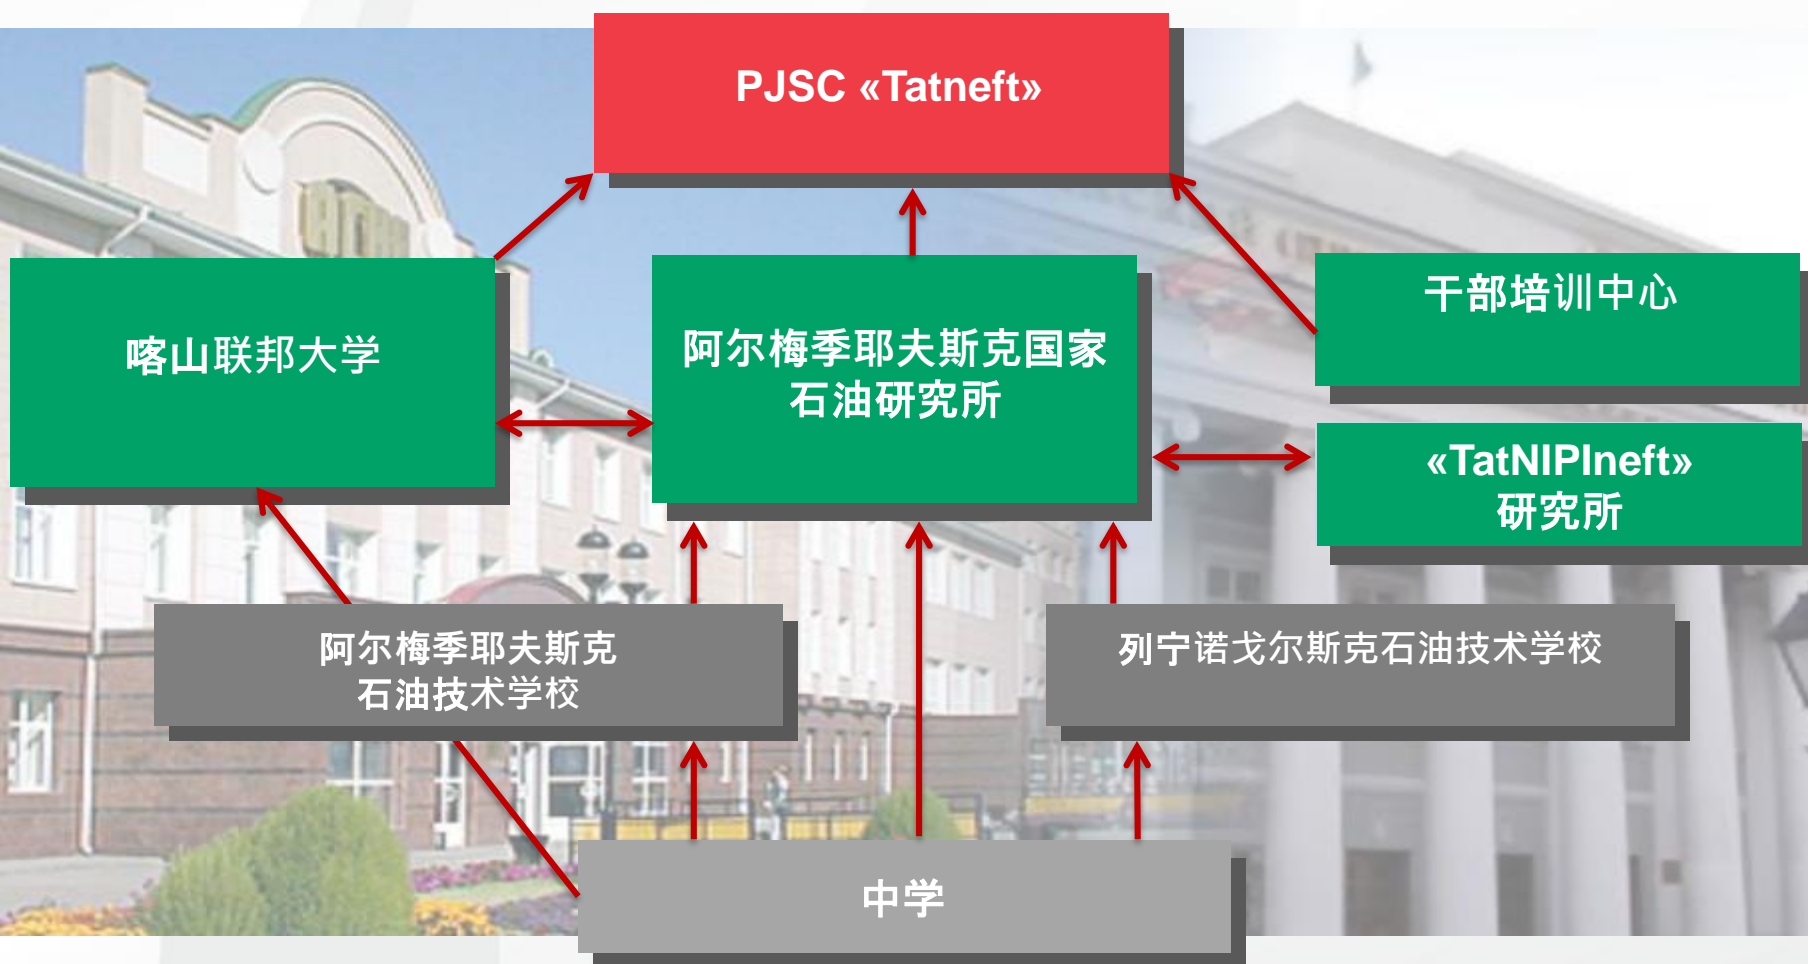 PJSC «Tatneft»
喀山联邦大学
阿尔梅季耶夫斯克国家
石油研究所
干部培训中心
«TatNIPIneft»
研究所
阿尔梅季耶夫斯克
石油技术学校
列宁诺戈尔斯克石油技术学校
中学